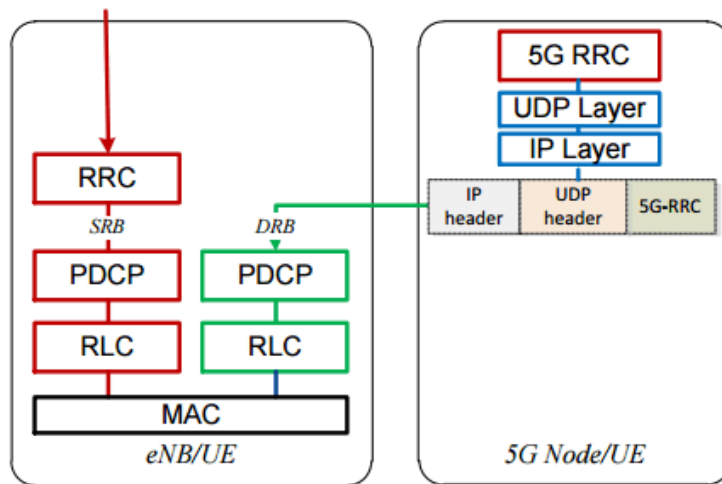 RRC
SRB
PDCP
RLC
DRB
PDCP
RLC
MAC
eNB/UE
5G RRC
UDP Layer
IP Layer
IP
header
UDP
header
5G-RRC
5G Node/UE